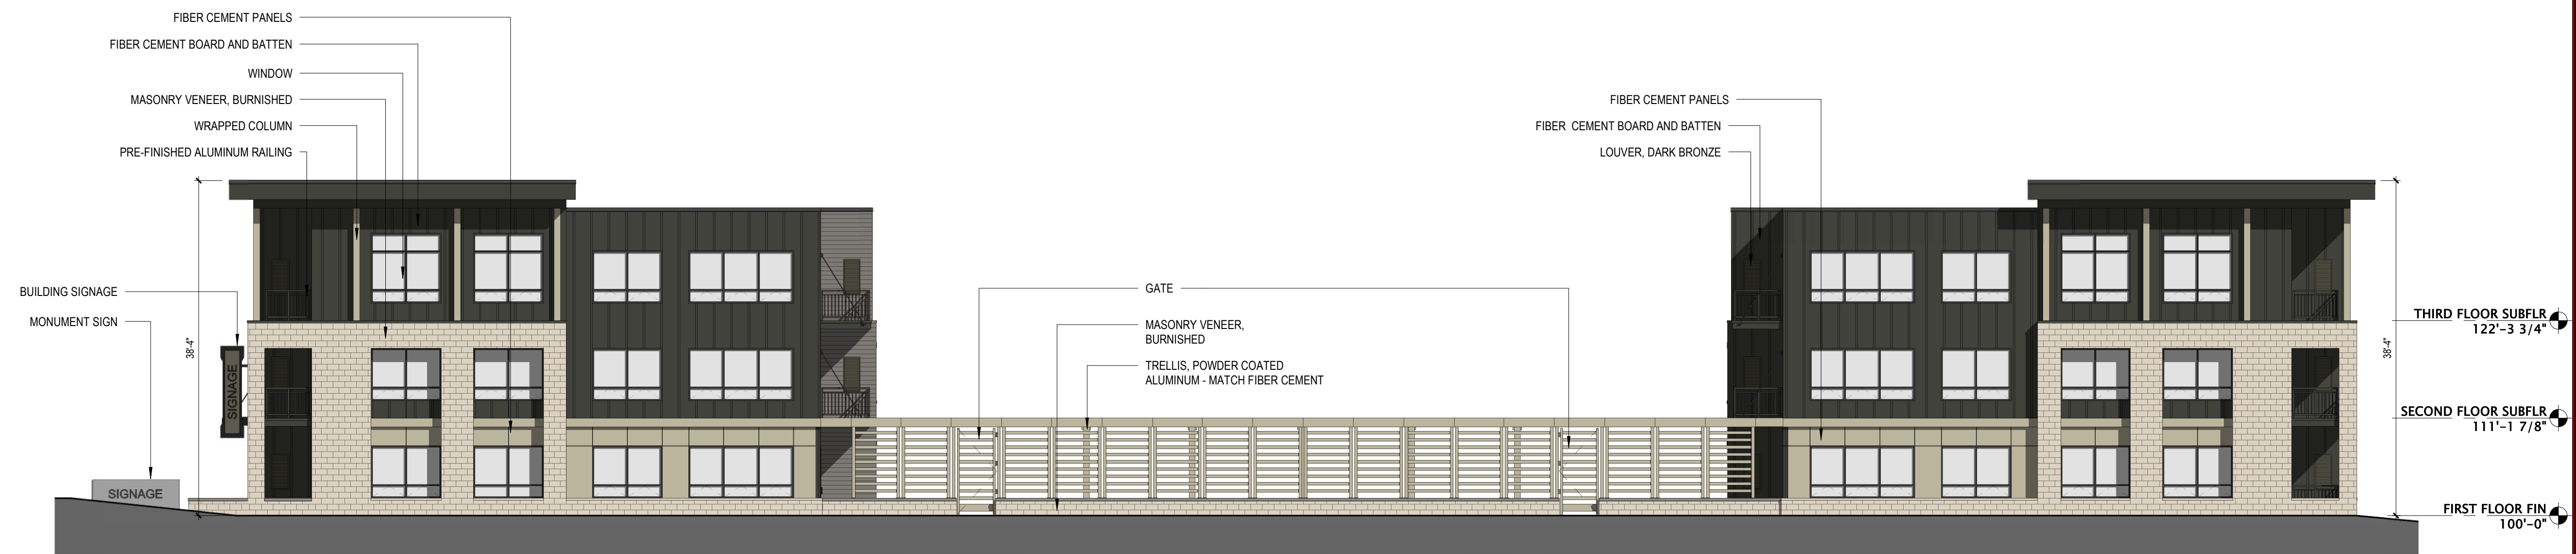 FIBER CEMENT PANELS
FIBER CEMENT BOARD AND BATTEN
WINDOW
MASONRY VENEER, BURNISHED
WRAPPED COLUMN
PRE-FINISHED ALUMINUM RAILING
BUILDING SIGNAGE
MONUMENT SIGN
38'-4"
SIGNAGE
SIGNAGE
GATE
MASONRY VENEER,
BURNISHED
TRELLIS, POWDER COATED
ALUMINUM - MATCH FIBER CEMENT
FIBER CEMENT PANELS
FIBER CEMENT BOARD AND BATTEN
LOUVER, DARK BRONZE
38'-4"
THIRD FLOOR SUBFLR
122'-3 3/4"
SECOND FLOOR SUBFLR
111'-1 7/8"
FIRST FLOOR FIN
100'-0"